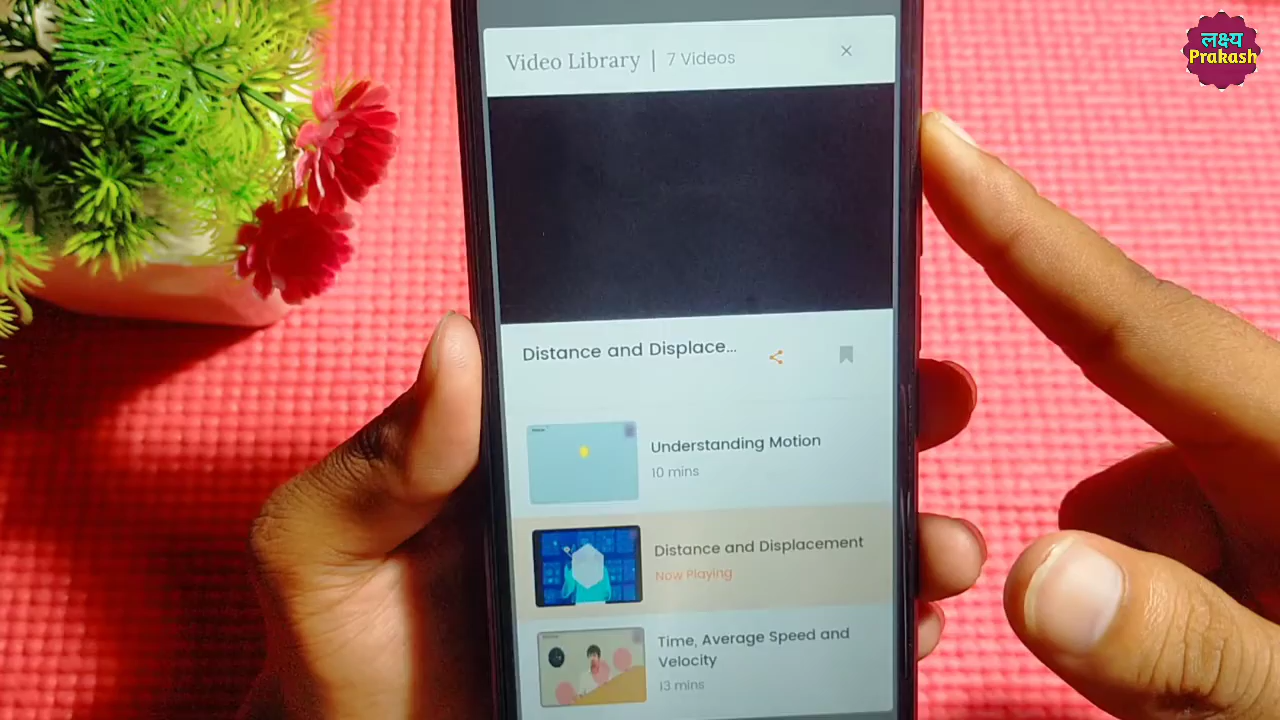 Video Library | 7 Videos
लक्ष्य
Prakash
Distance and Displace...
Understanding Motion
10 mins
Distance and Displacement
Now Playing
Time, Average Speed and
Velocity
13 mins